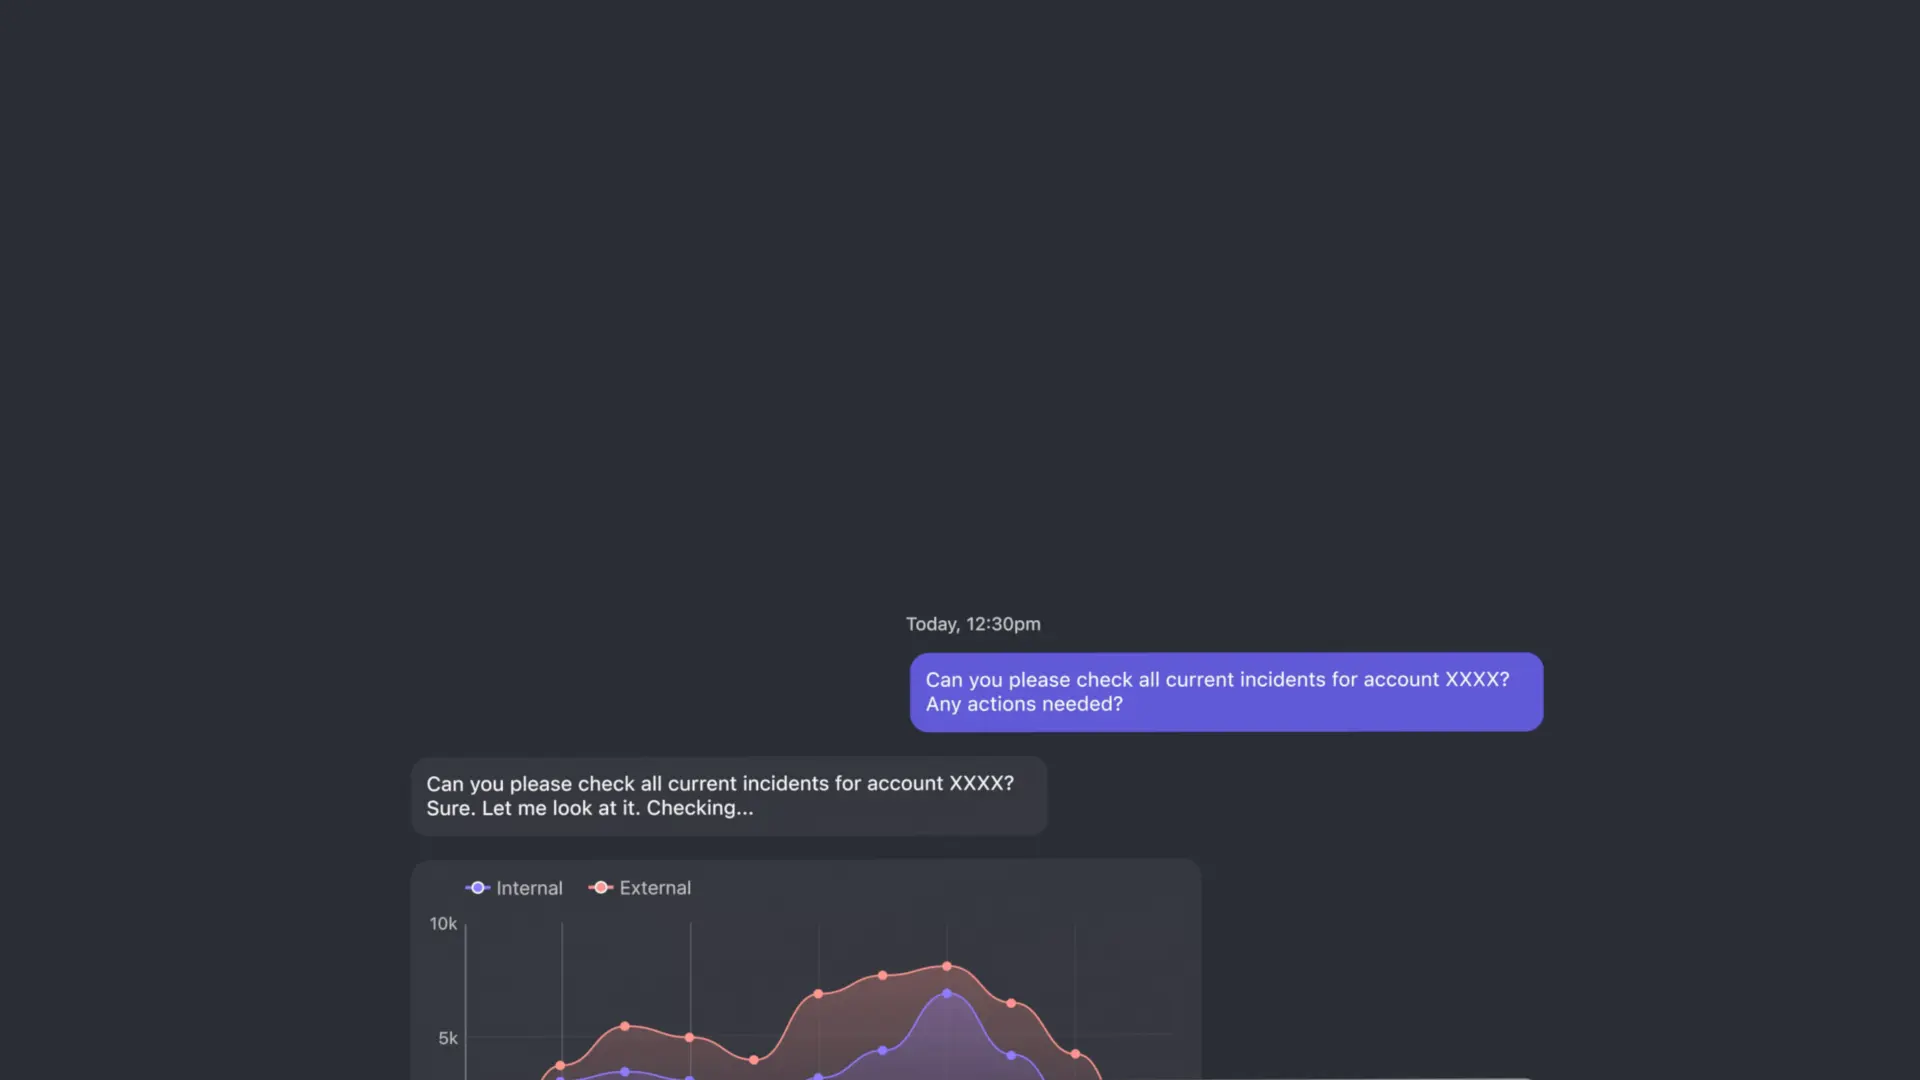 Today, 12:30pm
Can you please check all current incidents for account XXXX?
Any actions needed?
Can you please check all current incidents for account XXXX?
Sure. Let me look at it. Checking...
Internal External
10k
5k